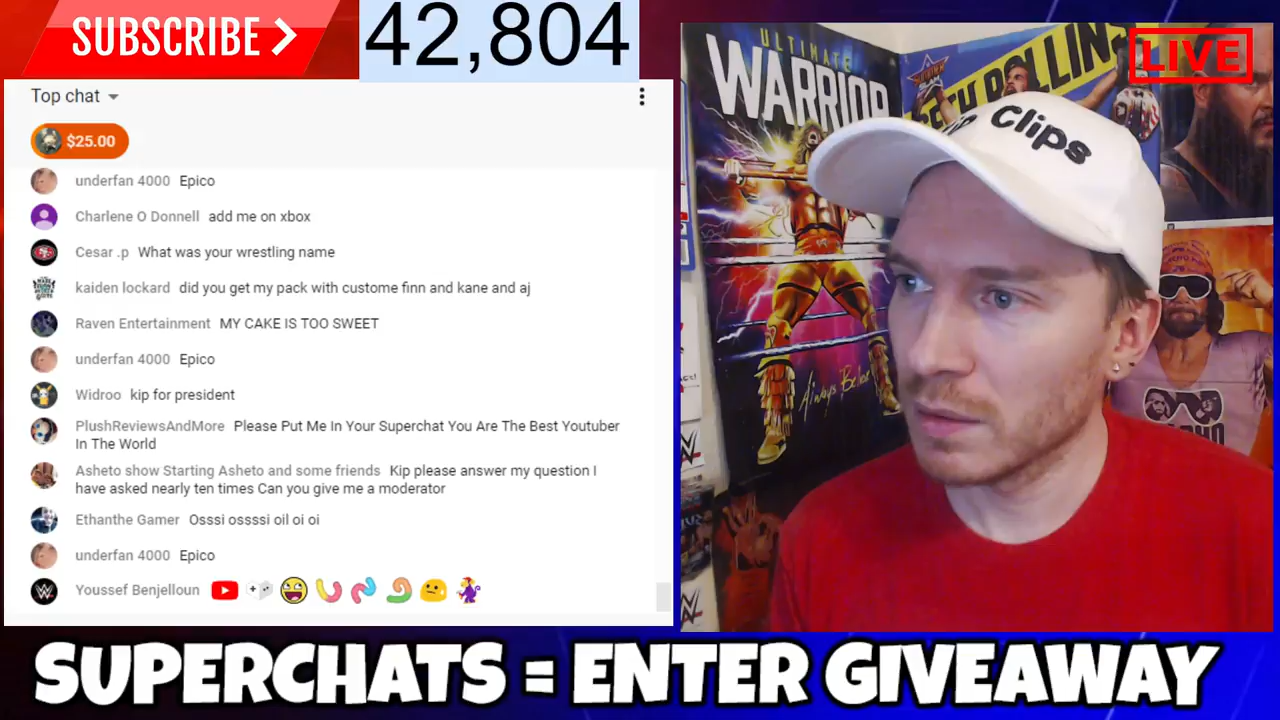 SUBSCRIBE
42,804
LIVE
Top chat
$25.00
underfan 4000 Epico
Charlene O Donnell add me on xbox
Cesar .p What was your wrestling name
kaiden lockard did you get my pack with custome finn and kane and aj
Raven Entertainment MY CAKE IS TOO SWEET
underfan 4000 Epico
Widroo kip for president
PlushReviewsAndMore Please Put Me In Your Superchat You Are The Best Youtuber
In The World
Asheto show Starting Asheto and some friends Kip please answer my question I
have asked nearly ten times Can you give me a moderator
Ethanthe Gamer Osssi ossssi oil oi oi
underfan 4000 Epico
Youssef Benjelloun
ULTIMATE
WARRIOR
Always Believe
SETH ROLLINS
Clips
SUPERCHATS = ENTER GIVEAWAY